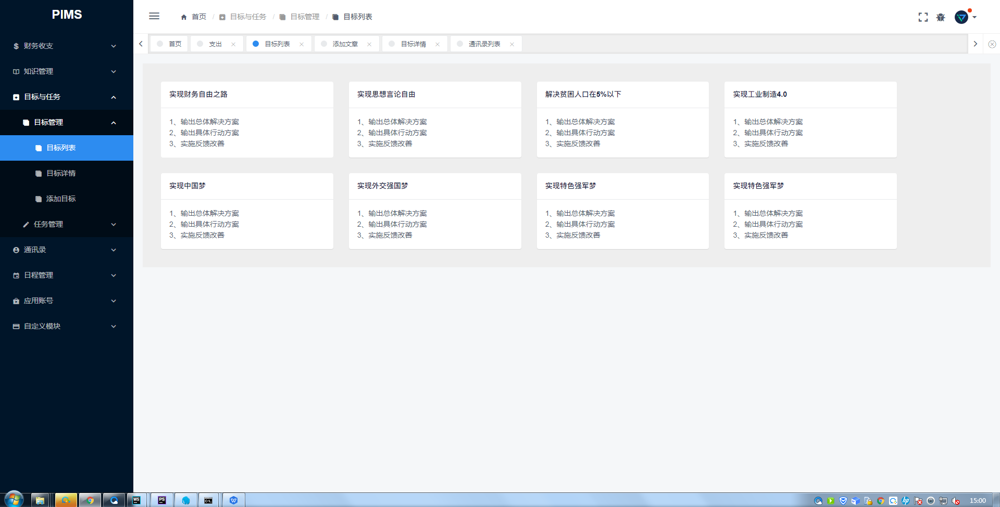 PIMS
财务收支
知识管理
目标与任务
目标管理
目标列表
目标详情
添加目标
任务管理
通讯录
日程管理
应用账号
自定义模块
首页 / 目标与任务 / 目标管理 / 目标列表
首页 支出 目标列表 添加文章 目标详情 通讯录列表
实现财务自由之路
1、输出总体解决方案
2、输出具体行动方案
3、实施反馈改善
实现思想言论自由
1、输出总体解决方案
2、输出具体行动方案
3、实施反馈改善
解决贫困人口在5%以下
1、输出总体解决方案
2、输出具体行动方案
3、实施反馈改善
实现工业制造4.0
1、输出总体解决方案
2、输出具体行动方案
3、实施反馈改善
实现中国梦
1、输出总体解决方案
2、输出具体行动方案
3、实施反馈改善
实现外交强国梦
1、输出总体解决方案
2、输出具体行动方案
3、实施反馈改善
实现特色强军梦
1、输出总体解决方案
2、输出具体行动方案
3、实施反馈改善
实现特色强军梦
1、输出总体解决方案
2、输出具体行动方案
3、实施反馈改善
WS
PS
C:\.
hp
15:00